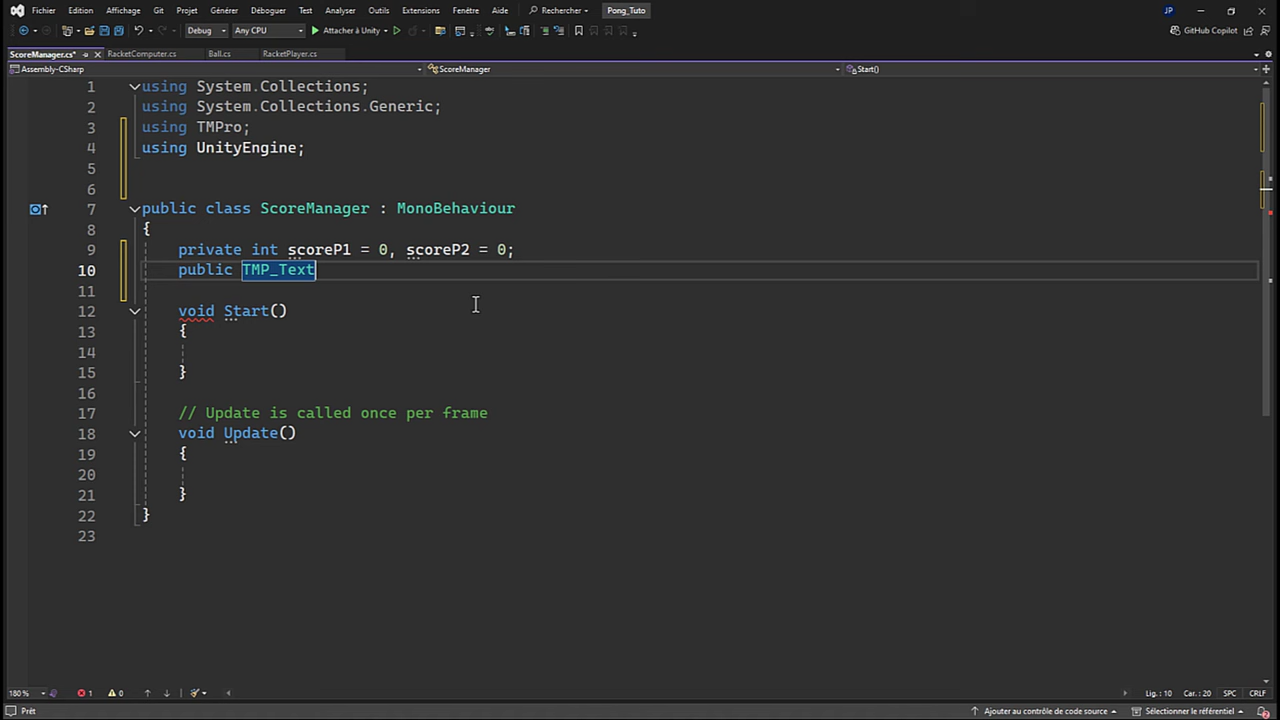 Fichier Edition Affichage Git Projet Générer Déboguer Test Analyser Outils Extensions Fenêtre Aide Rechercher Pong_Tuto JP
Debug Any CPU Attacher à Unity GitHub Copilot
ScoreManager.cs* RacketComputer.cs Ball.cs RacketPlayer.cs
Assembly-CSharp ScoreManager Start()
1 using System.Collections;
2 using System.Collections.Generic;
3 using TMPro;
4 using UnityEngine;
5
6
7 public class ScoreManager : MonoBehaviour
8 {
9 private int scoreP1 = 0, scoreP2 = 0;
10 public TMP_Text
11
12 void Start()
13 {
14
15 }
16
17 // Update is called once per frame
18 void Update()
19 {
20
21 }
22 }
23
180% 1 0 Lig. : 10 Car. : 20 SPC CRLF
Prêt Ajouter au contrôle de code source Sélectionner le référentiel 2